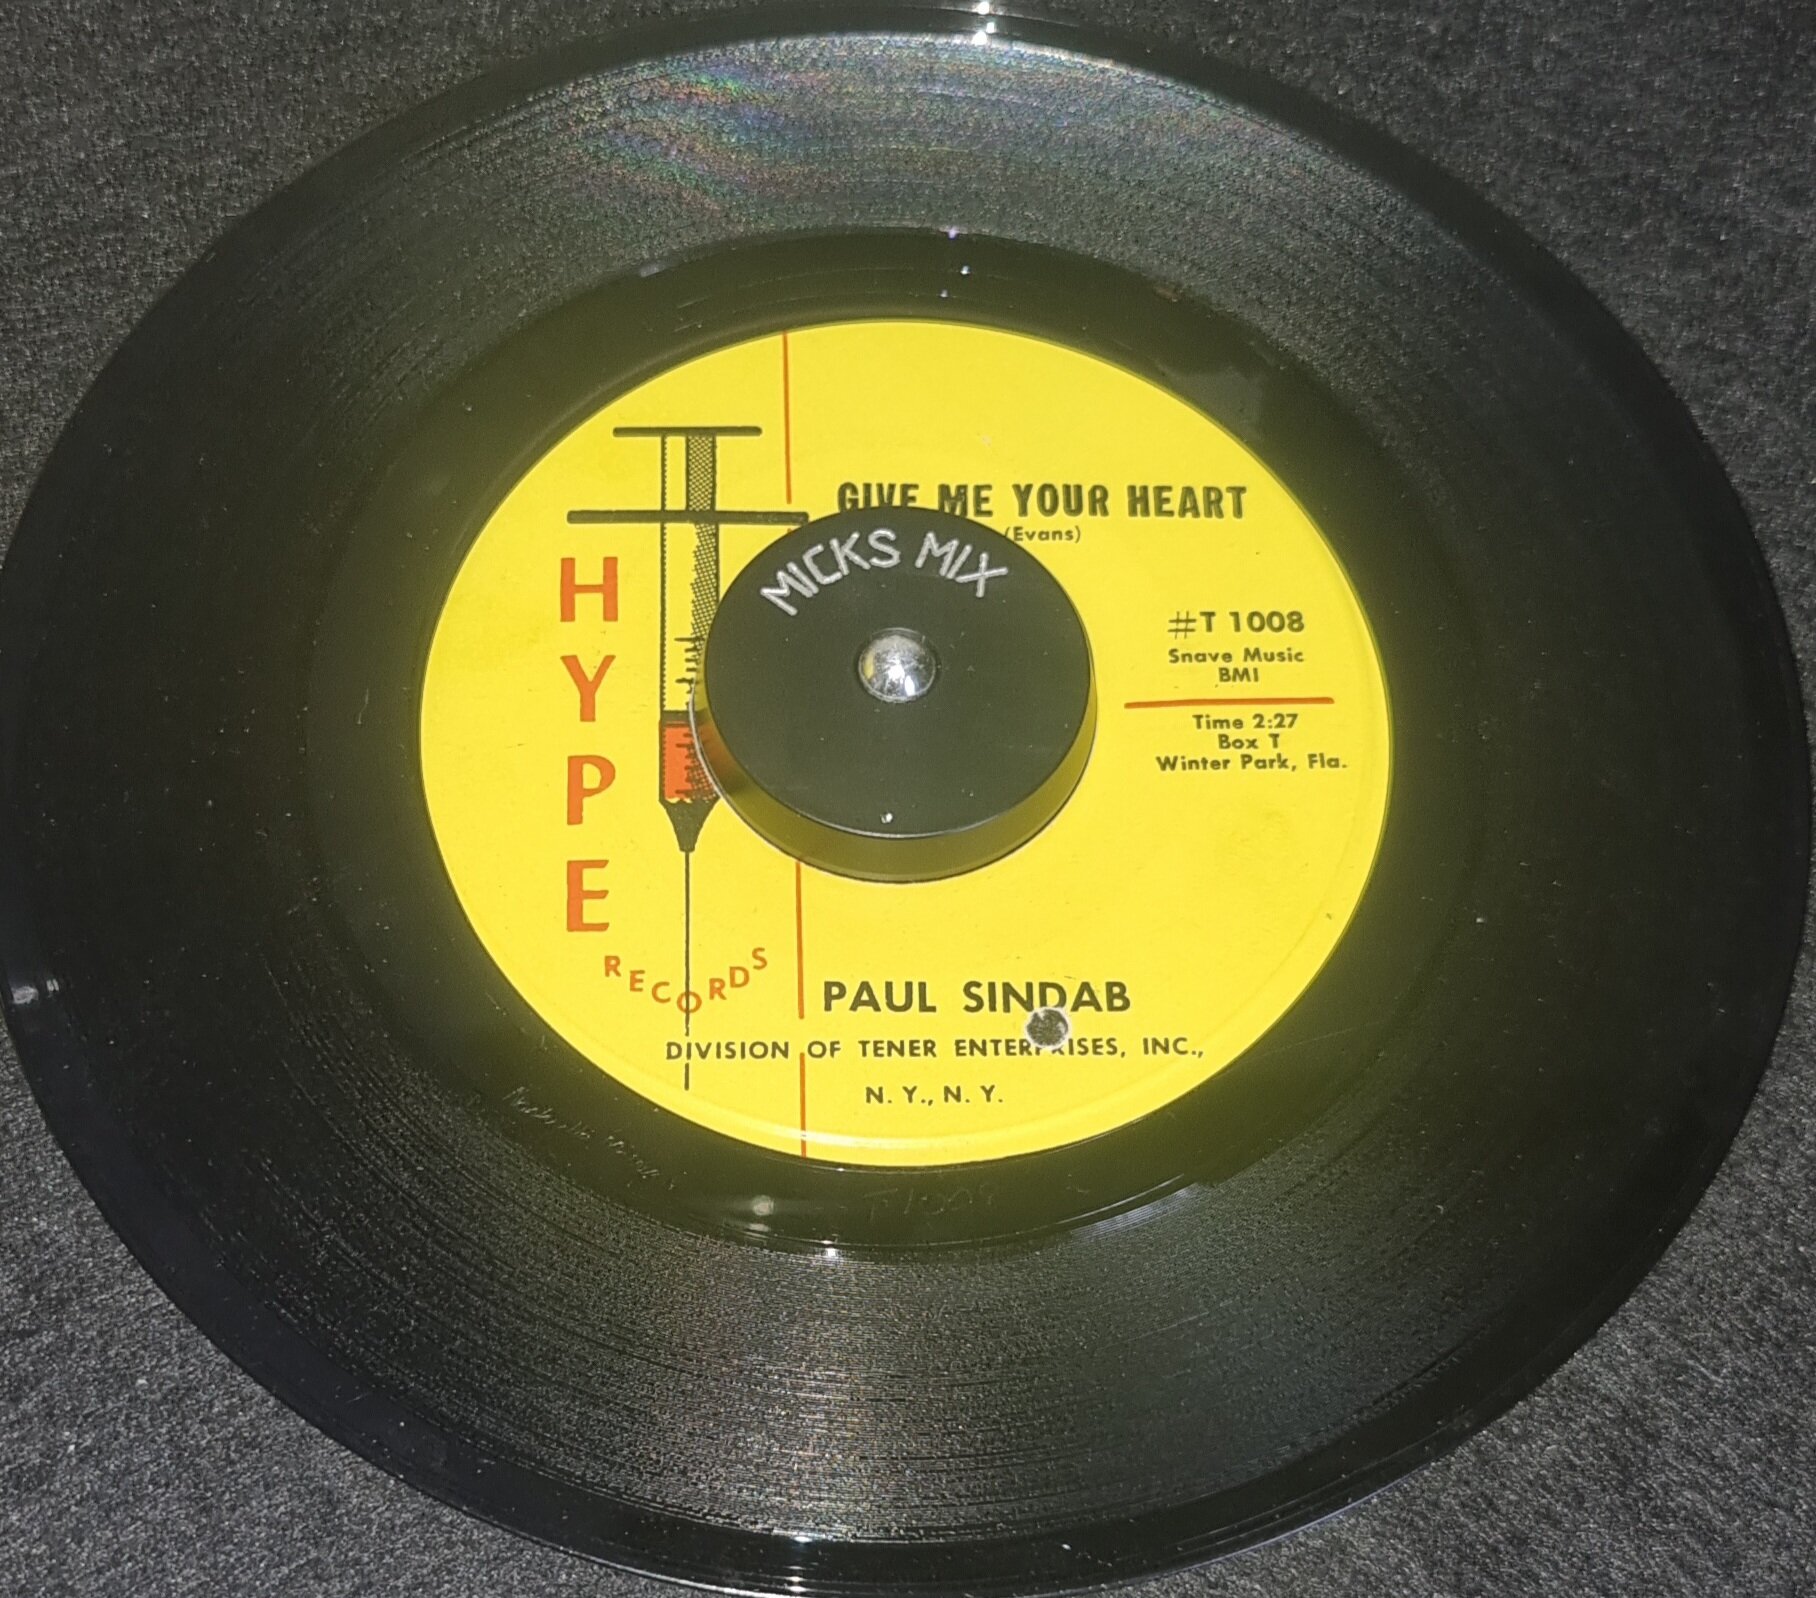 GIVE ME YOUR HEART
(Evans)
MICKS MIX
HYPE
RECORDS
#T 1008
Snave Music
BMI
Time 2:27
Box T
Winter Park, Fla.
PAUL SINDAB
DIVISION OF TENER ENTERPRISES, INC.,
N. Y., N. Y.